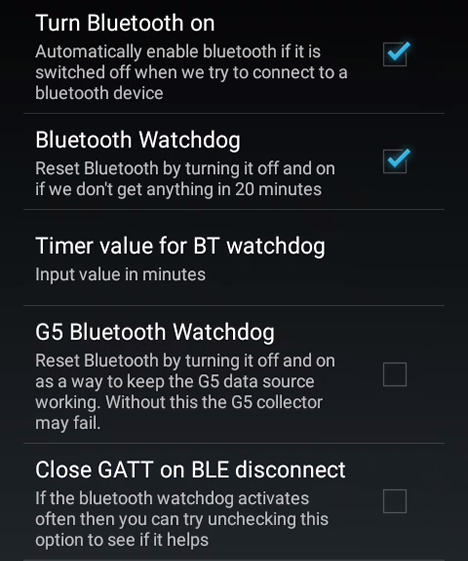 Turn Bluetooth on
Automatically enable bluetooth if it is
switched off when we try to connect to a
bluetooth device
Bluetooth Watchdog
Reset Bluetooth by turning it off and on
if we don't get anything in 20 minutes
Timer value for BT watchdog
Input value in minutes
G5 Bluetooth Watchdog
Reset Bluetooth by turning it off and on
as a way to keep the G5 data source
working. Without this the G5 collector
may fail.
Close GATT on BLE disconnect
If the bluetooth watchdog activates
often then you can try unchecking this
option to see if it helps